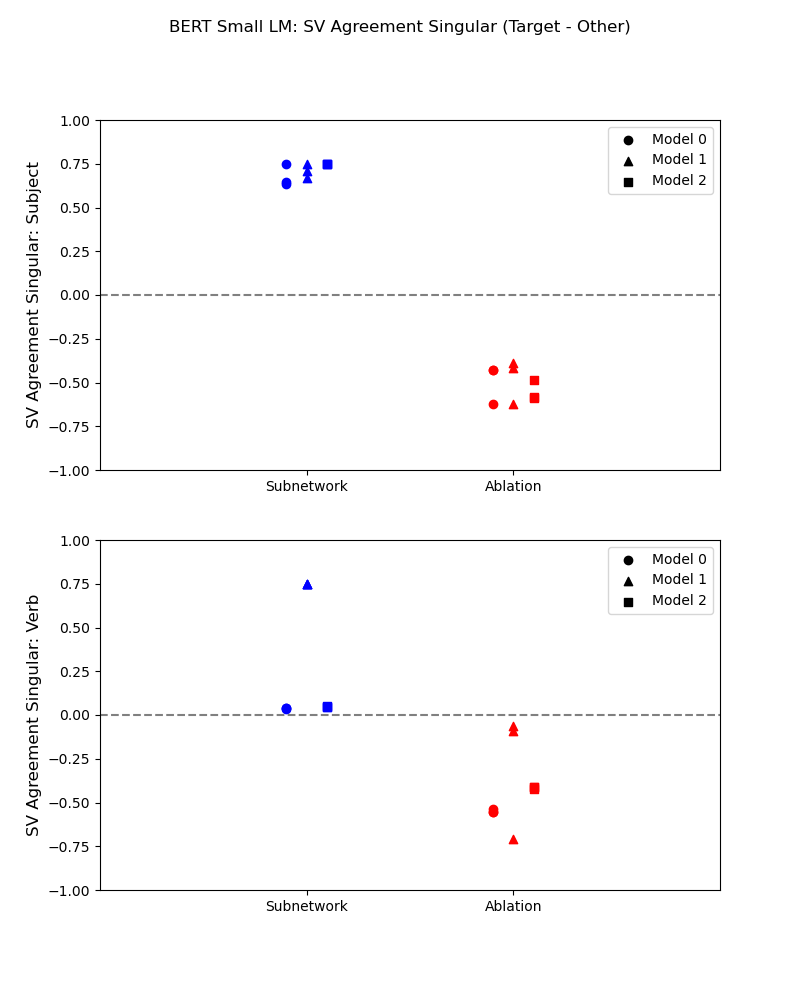 BERT Small LM: SV Agreement Singular (Target - Other)
SV Agreement Singular: Subject
1.00
0.75
0.50
0.25
0.00
−0.25
−0.50
−0.75
−1.00
Model 0
Model 1
Model 2
Subnetwork
Ablation
SV Agreement Singular: Verb
1.00
0.75
0.50
0.25
0.00
−0.25
−0.50
−0.75
−1.00
Model 0
Model 1
Model 2
Subnetwork
Ablation